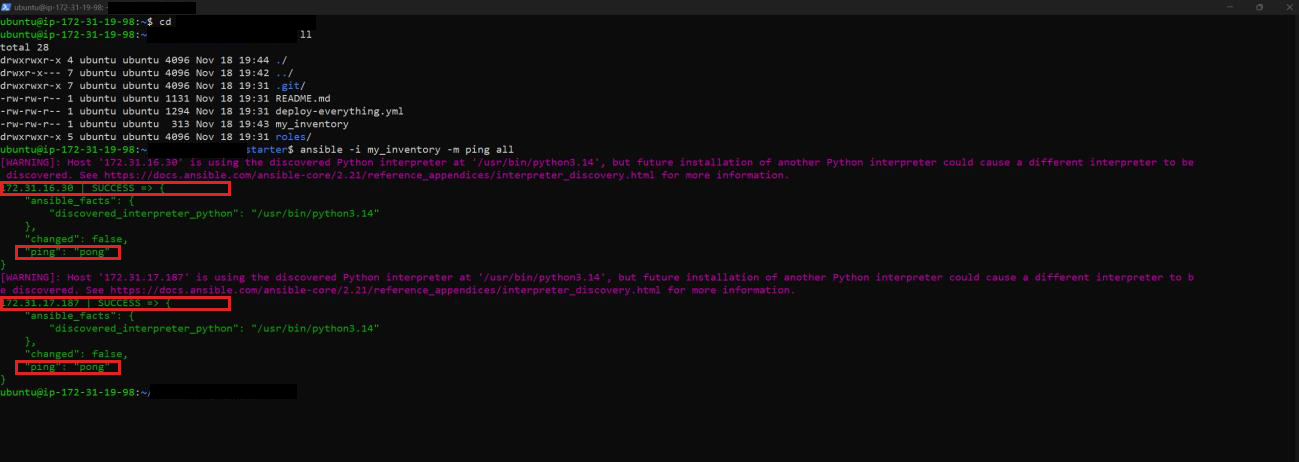 ubuntu@ip-172-31-19-98: ~
ubuntu@ip-172-31-19-98:~$ cd
ubuntu@ip-172-31-19-98:~ ll
total 28
drwxrwxr-x 4 ubuntu ubuntu 4096 Nov 18 19:44 ./
drwxr-x--- 7 ubuntu ubuntu 4096 Nov 18 19:42 ../
drwxrwxr-x 7 ubuntu ubuntu 4096 Nov 18 19:31 .git/
-rw-rw-r-- 1 ubuntu ubuntu 1131 Nov 18 19:31 README.md
-rw-rw-r-- 1 ubuntu ubuntu 1294 Nov 18 19:31 deploy-everything.yml
-rw-rw-r-- 1 ubuntu ubuntu  313 Nov 18 19:43 my_inventory
drwxrwxr-x 5 ubuntu ubuntu 4096 Nov 18 19:31 roles/
ubuntu@ip-172-31-19-98:~ starter$ ansible -i my_inventory -m ping all
[WARNING]: Host '172.31.16.30' is using the discovered Python interpreter at '/usr/bin/python3.14', but future installation of another Python interpreter could cause a different interpreter to be
 discovered. See https://docs.ansible.com/ansible-core/2.21/reference_appendices/interpreter_discovery.html for more information.
172.31.16.30 | SUCCESS => {
    "ansible_facts": {
        "discovered_interpreter_python": "/usr/bin/python3.14"
    },
    "changed": false,
    "ping": "pong"
}
[WARNING]: Host '172.31.17.187' is using the discovered Python interpreter at '/usr/bin/python3.14', but future installation of another Python interpreter could cause a different interpreter to b
e discovered. See https://docs.ansible.com/ansible-core/2.21/reference_appendices/interpreter_discovery.html for more information.
172.31.17.187 | SUCCESS => {
    "ansible_facts": {
        "discovered_interpreter_python": "/usr/bin/python3.14"
    },
    "changed": false,
    "ping": "pong"
}
ubuntu@ip-172-31-19-98:~/